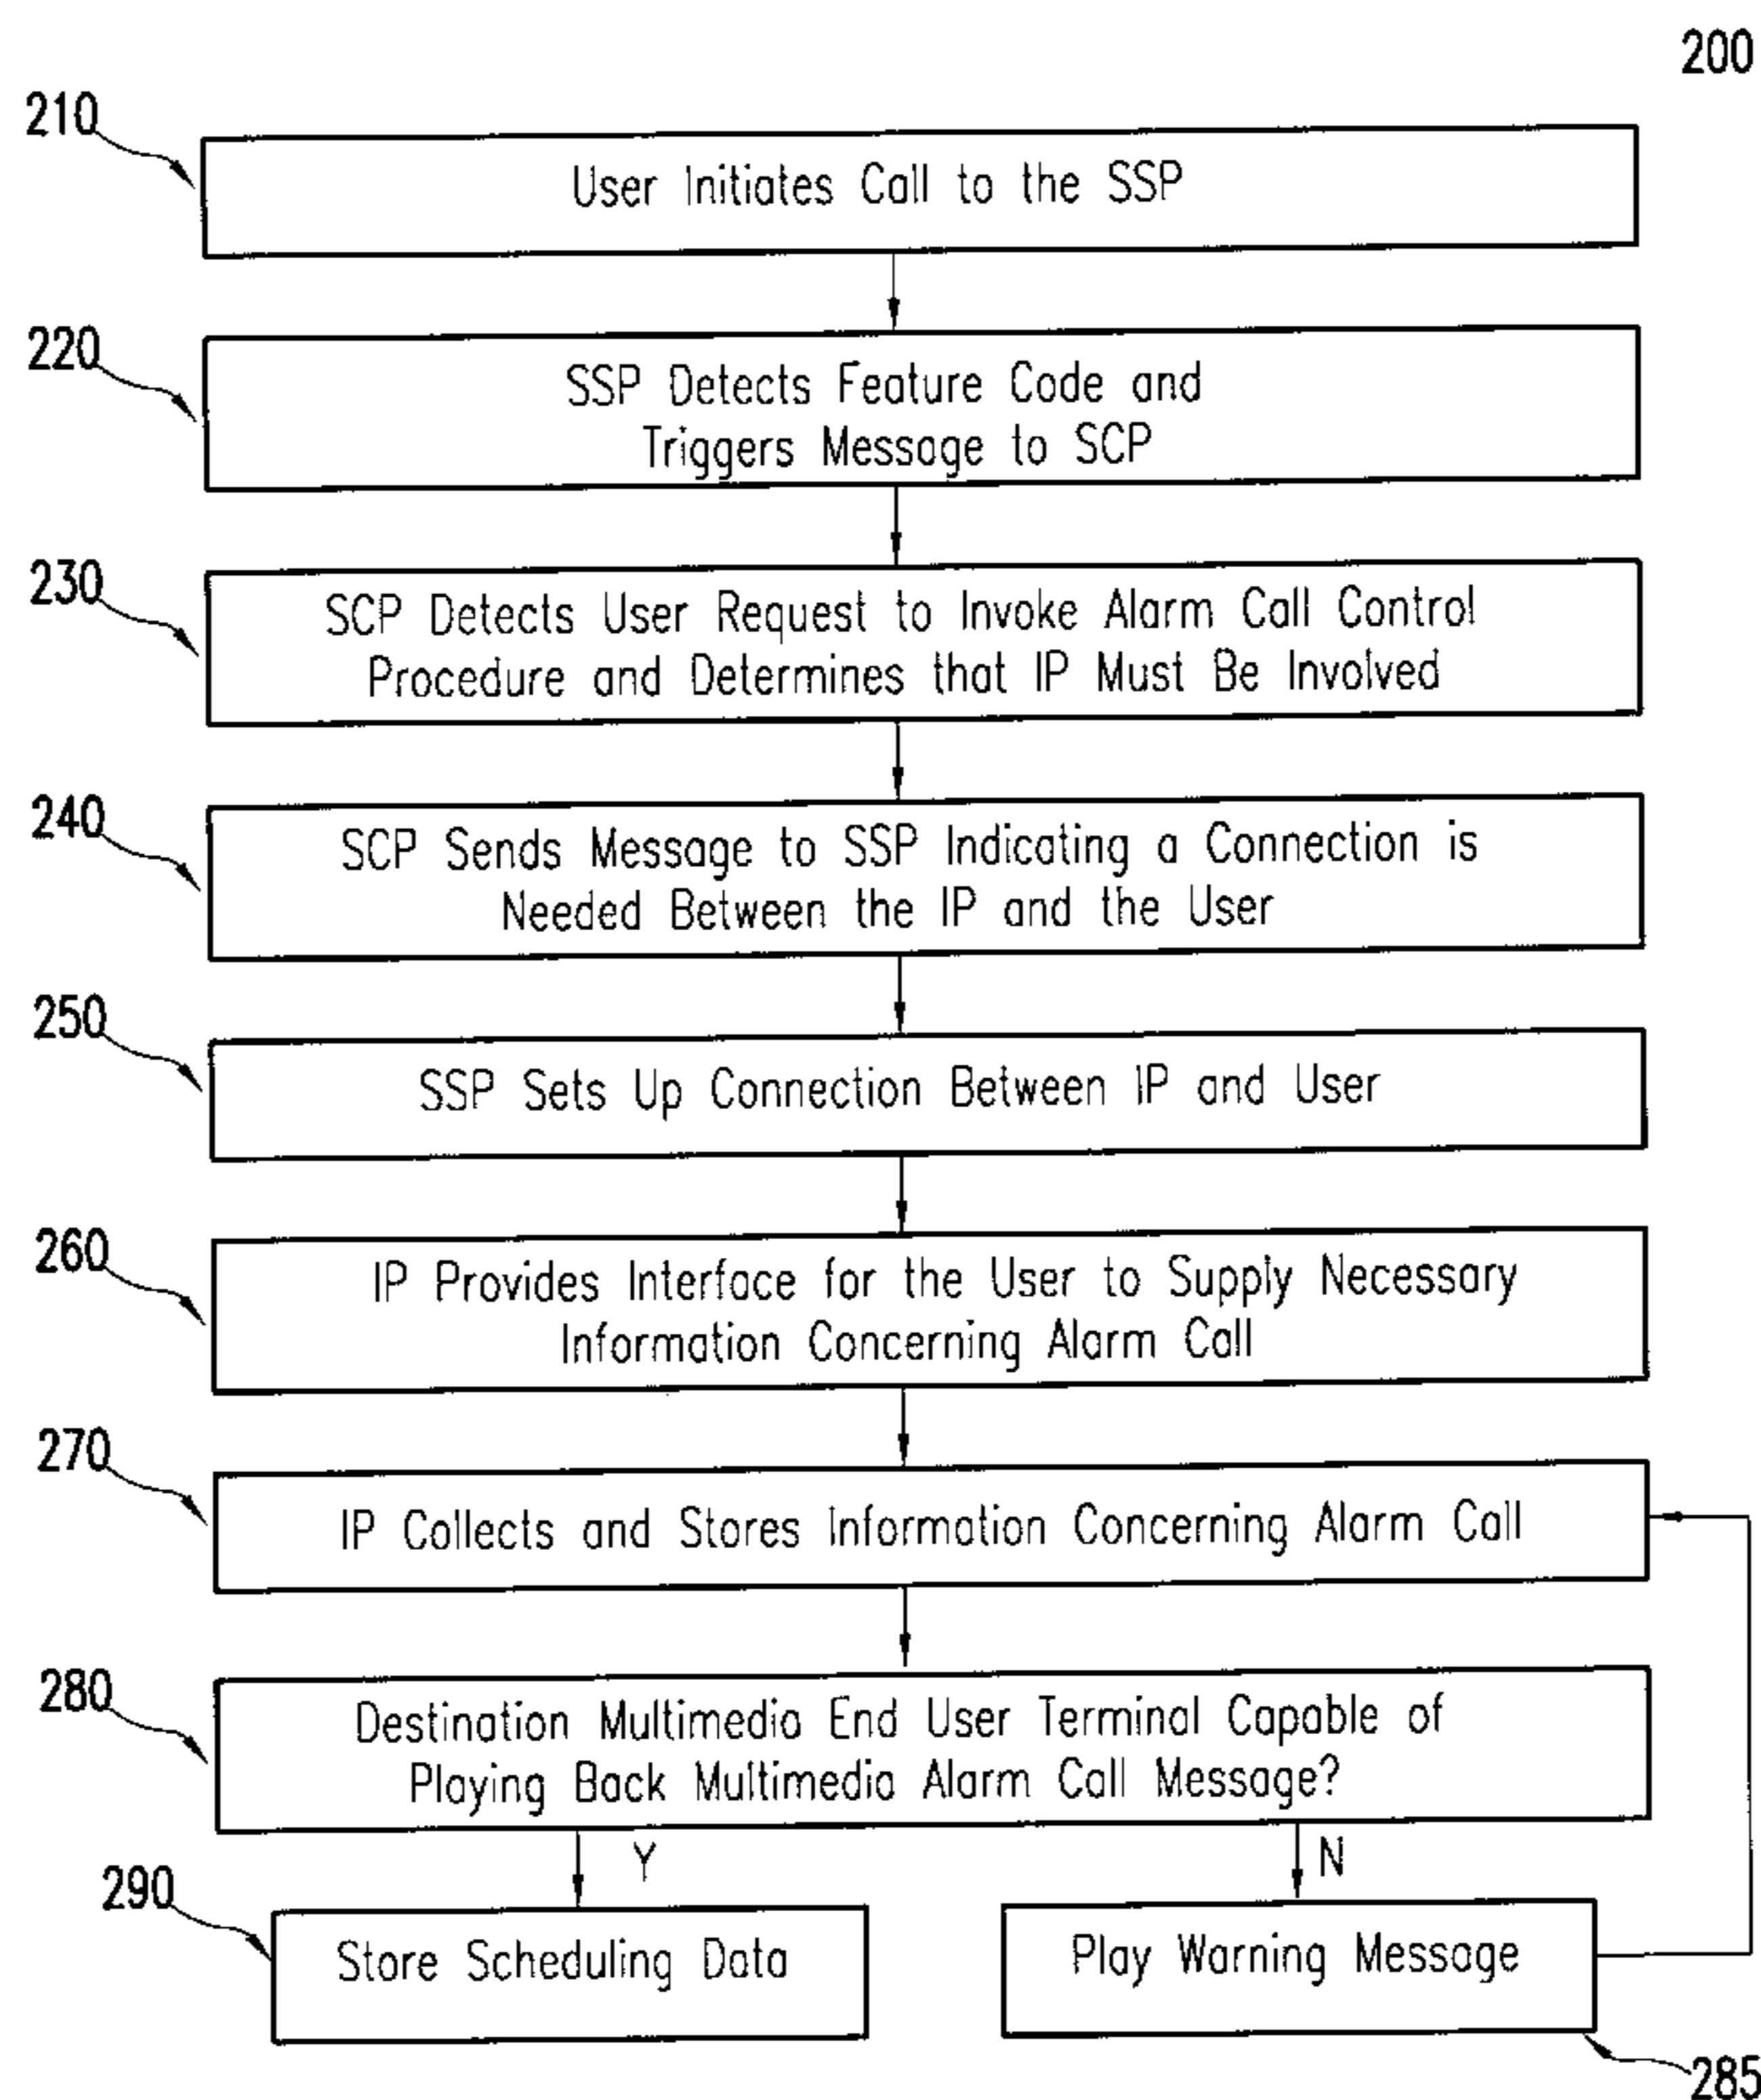 200
210
User Initiates Call to the SSP
220
SSP Detects Feature Code and
Triggers Message to SCP
230
SCP Detects User Request to Invoke Alarm Call Control
Procedure and Determines that IP Must Be Involved
240
SCP Sends Message to SSP Indicating a Connection is
Needed Between the IP and the User
250
SSP Sets Up Connection Between IP and User
260
IP Provides Interface for the User to Supply Necessary
Information Concerning Alarm Call
270
IP Collects and Stores Information Concerning Alarm Call
280
Destination Multimedia End User Terminal Capable of
Playing Back Multimedia Alarm Call Message?
Y
N
290
Store Scheduling Data
Play Warning Message
285